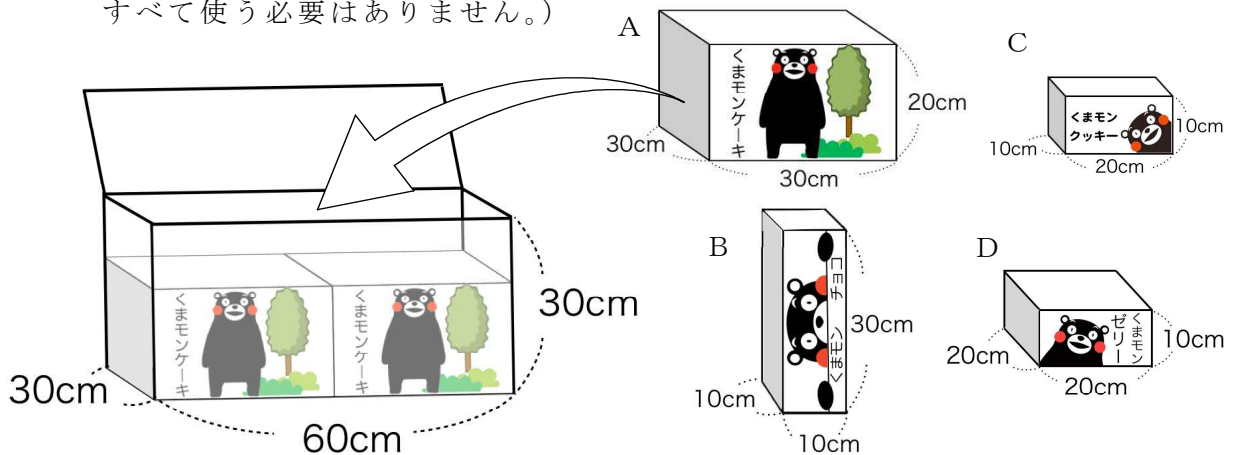 すべて使う必要はありません。）
A
くまモンケーキ
20cm
30cm
30cm
C
くまモン
クッキー
10cm
10cm
20cm
くまモンケーキ
くまモンケーキ
30cm
30cm
60cm
B
くまモン チョコ
30cm
10cm
10cm
D
くまモン
ゼリー
10cm
20cm
20cm